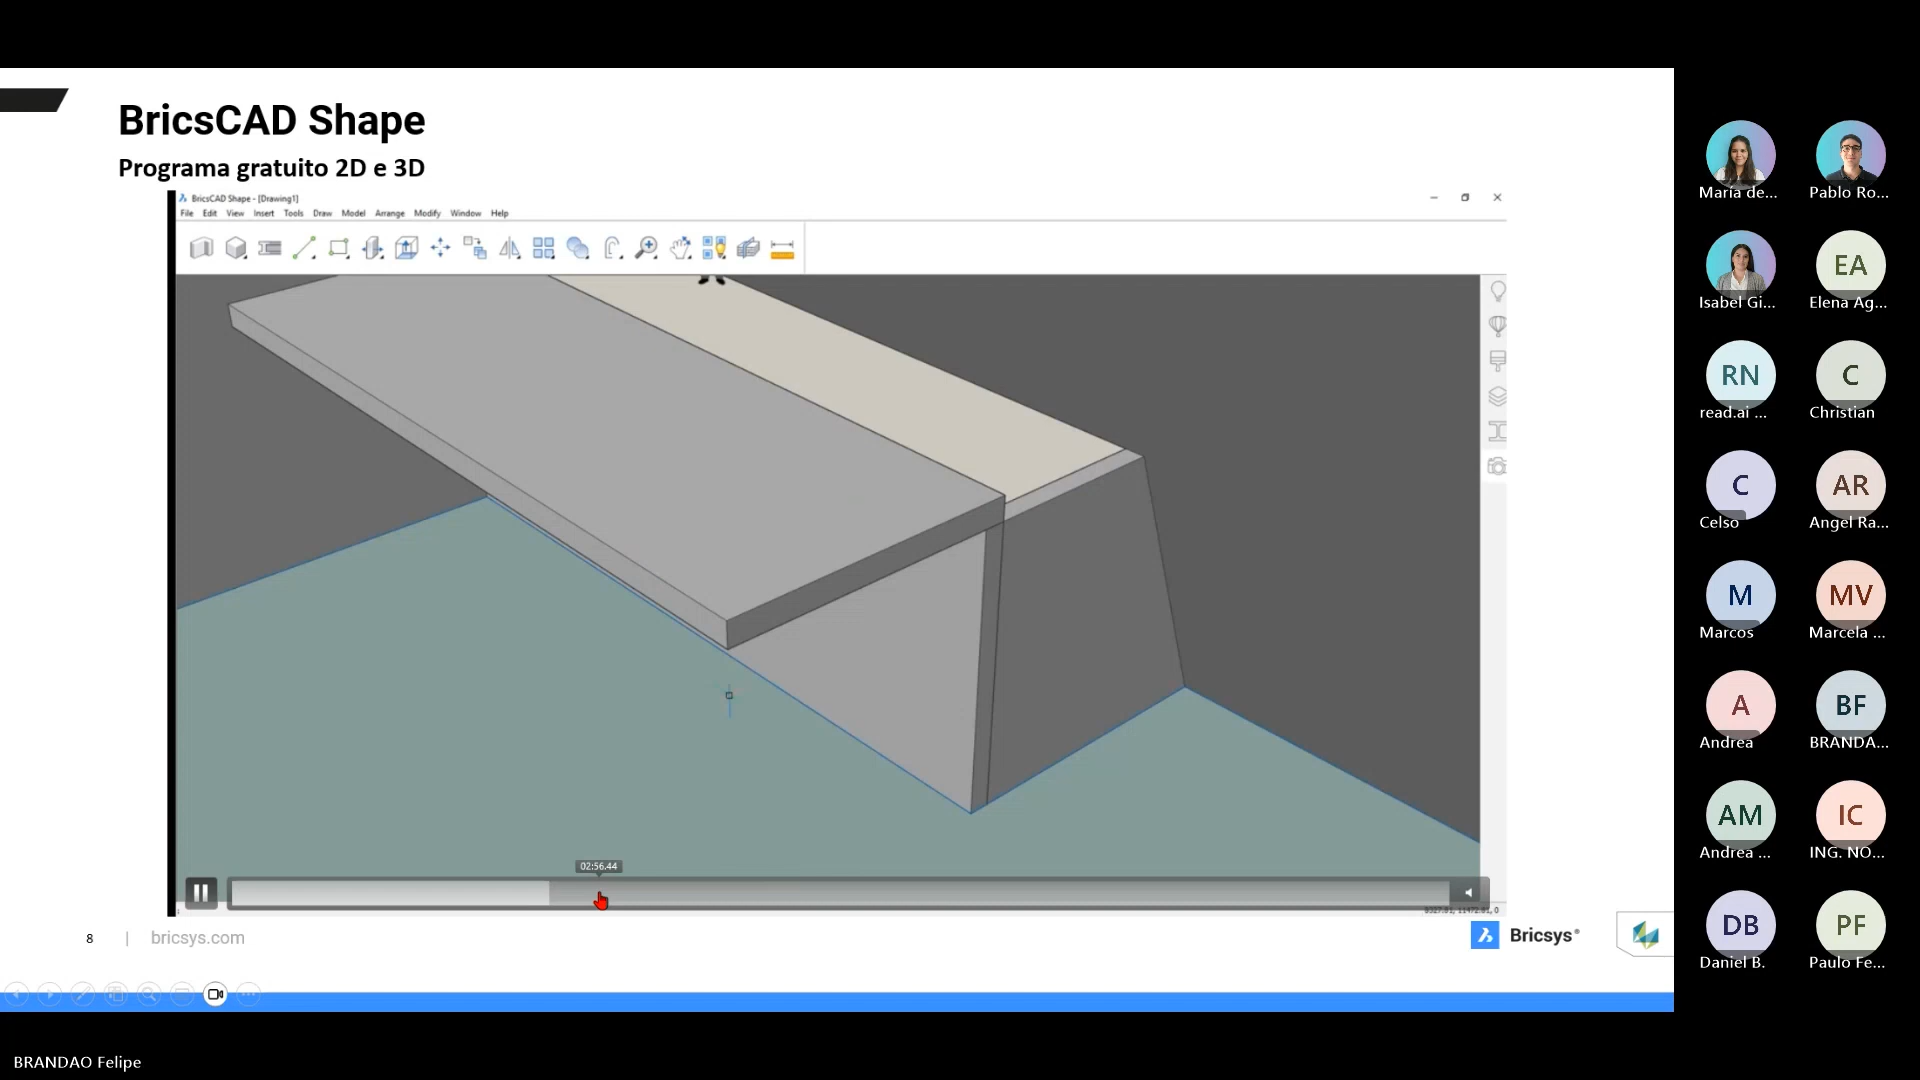 BricsCAD Shape
Programa gratuito 2D e 3D
BricsCAD Shape - [Drawing1]
File Edit View Insert Tools Draw Model Arrange Modify Window Help
02:56.44
8 | bricsys.com
Bricsys®
María de...
Pablo Ro...
Isabel Gi...
EA
Elena Ag...
RN
read.ai ...
C
Christian
C
Celso
AR
Angel Ra...
M
Marcos
MV
Marcela ...
A
Andrea
BF
BRANDA...
AM
Andrea ...
IC
ING. NO...
DB
Daniel B.
PF
Paulo Fe...
BRANDAO Felipe